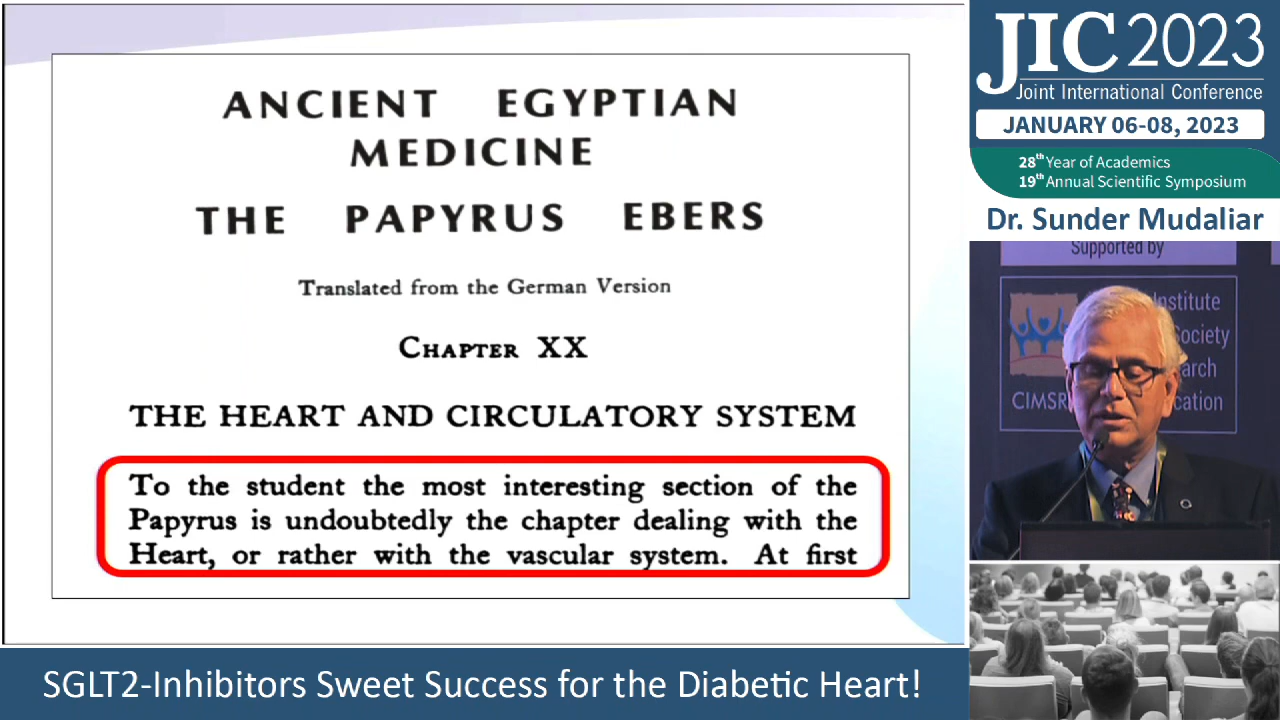 ANCIENT EGYPTIAN
MEDICINE
THE PAPYRUS EBERS
Translated from the German Version
CHAPTER XX
THE HEART AND CIRCULATORY SYSTEM
To the student the most interesting section of the
Papyrus is undoubtedly the chapter dealing with the
Heart, or rather with the vascular system. At first
SGLT2-Inhibitors Sweet Success for the Diabetic Heart!
JIC 2023
Joint International Conference
JANUARY 06-08, 2023
28th Year of Academics
19th Annual Scientific Symposium
Dr. Sunder Mudaliar
Supported by
Institute
Society
CIMSR